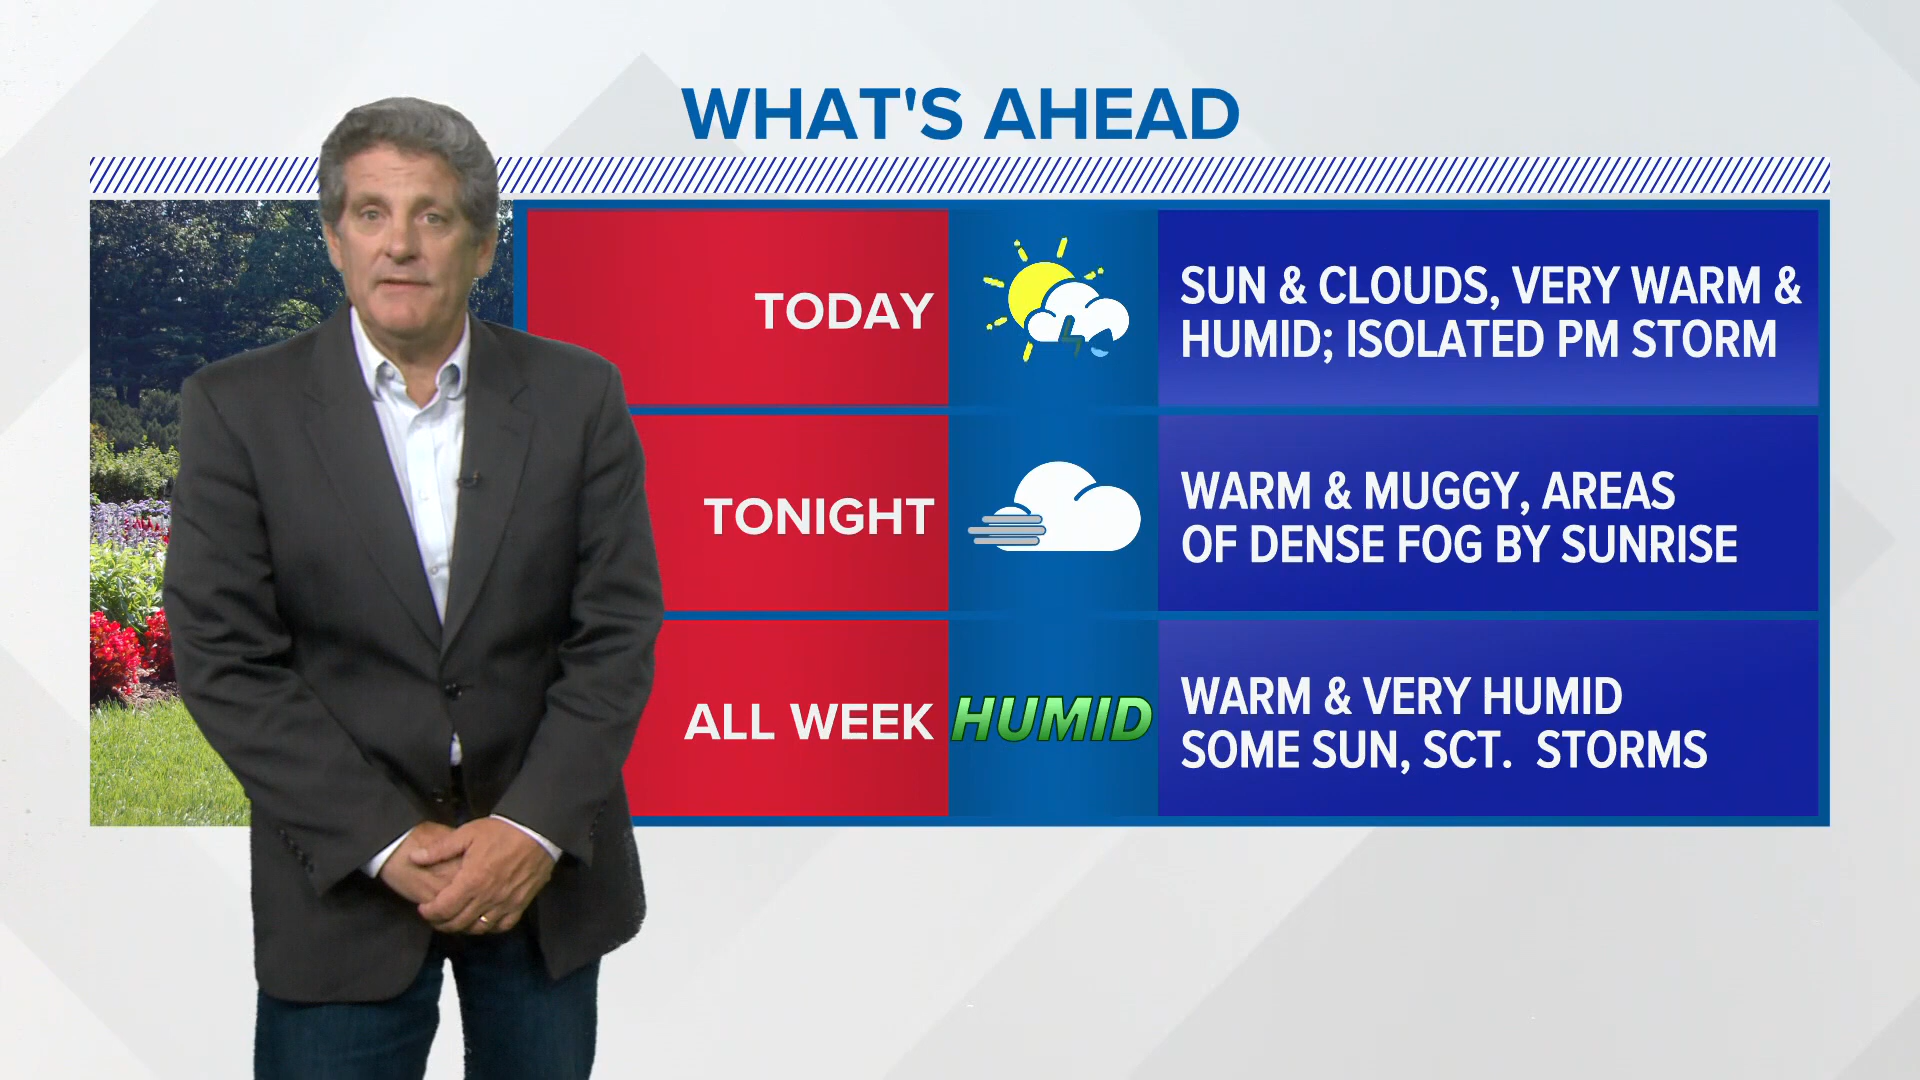 WHAT'S AHEAD
TODAY
SUN & CLOUDS, VERY WARM &
HUMID; ISOLATED PM STORM
TONIGHT
WARM & MUGGY, AREAS
OF DENSE FOG BY SUNRISE
ALL WEEK
HUMID
WARM & VERY HUMID
SOME SUN, SCT.  STORMS